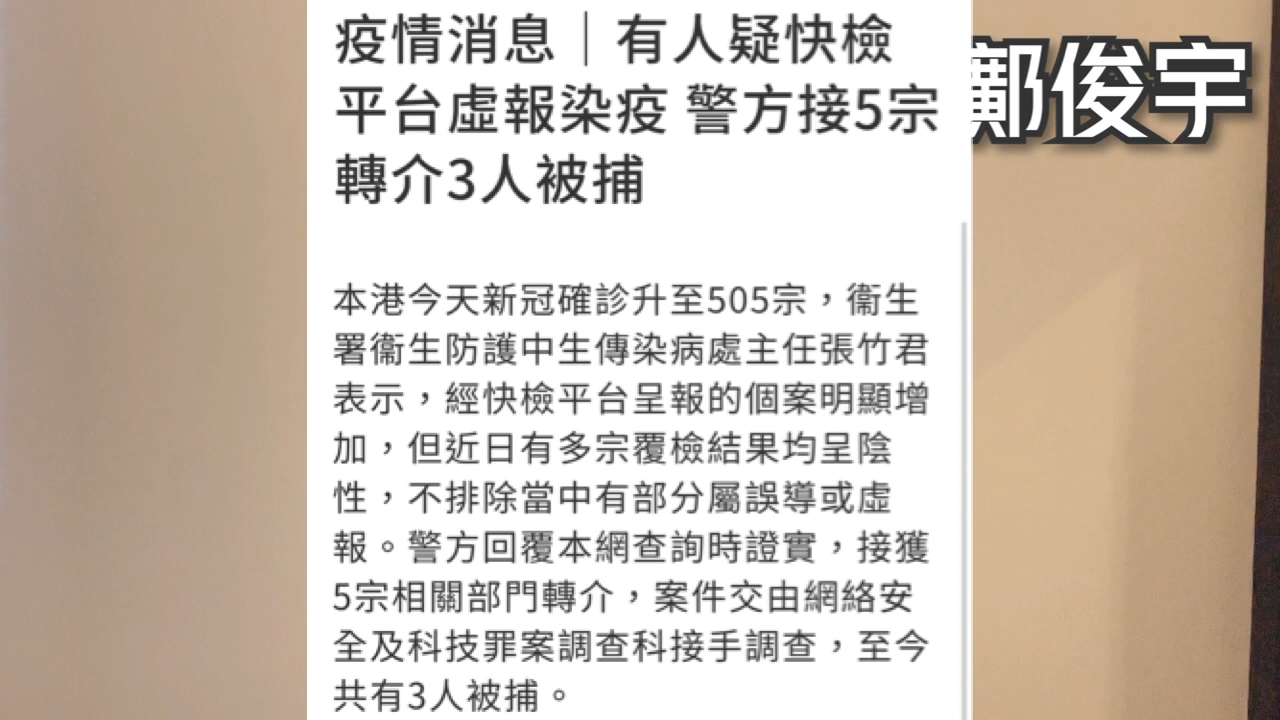 疫情消息｜有人疑快檢
平台虛報染疫 警方接5宗
轉介3人被捕
鄺俊宇
本港今天新冠確診升至505宗，衞生
署衞生防護中生傳染病處主任張竹君
表示，經快檢平台呈報的個案明顯增
加，但近日有多宗覆檢結果均呈陰
性，不排除當中有部分屬誤導或虛
報。警方回覆本網查詢時證實，接獲
5宗相關部門轉介，案件交由網絡安
全及科技罪案調查科接手調查，至今
共有3人被捕。